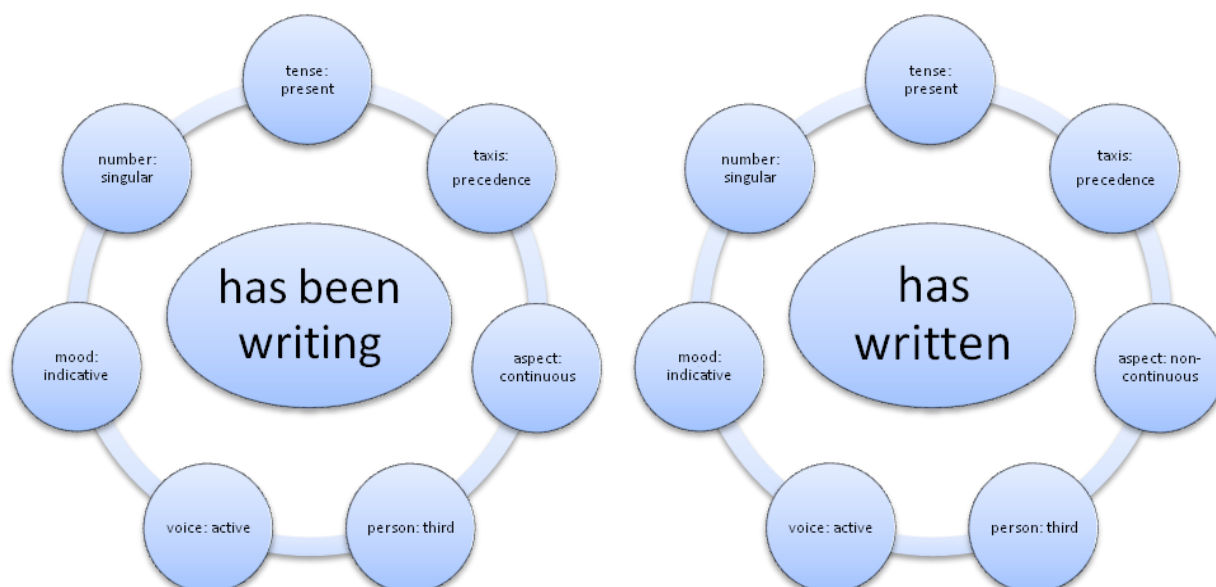 tense:
present
taxis:
precedence
aspect:
continuous
person: third
voice: active
mood:
indicative
number:
singular
has been
writing
tense:
present
taxis:
precedence
aspect: non-
continuous
person: third
voice: active
mood:
indicative
number:
singular
has
written